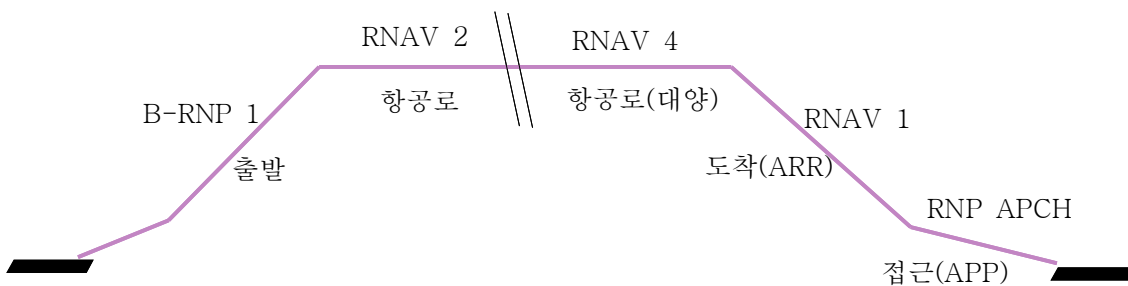 RNAV 2
RNAV 4
항공로
항공로(대양)
B-RNP 1
출발
RNAV 1
도착(ARR)
RNP APCH
접근(APP)